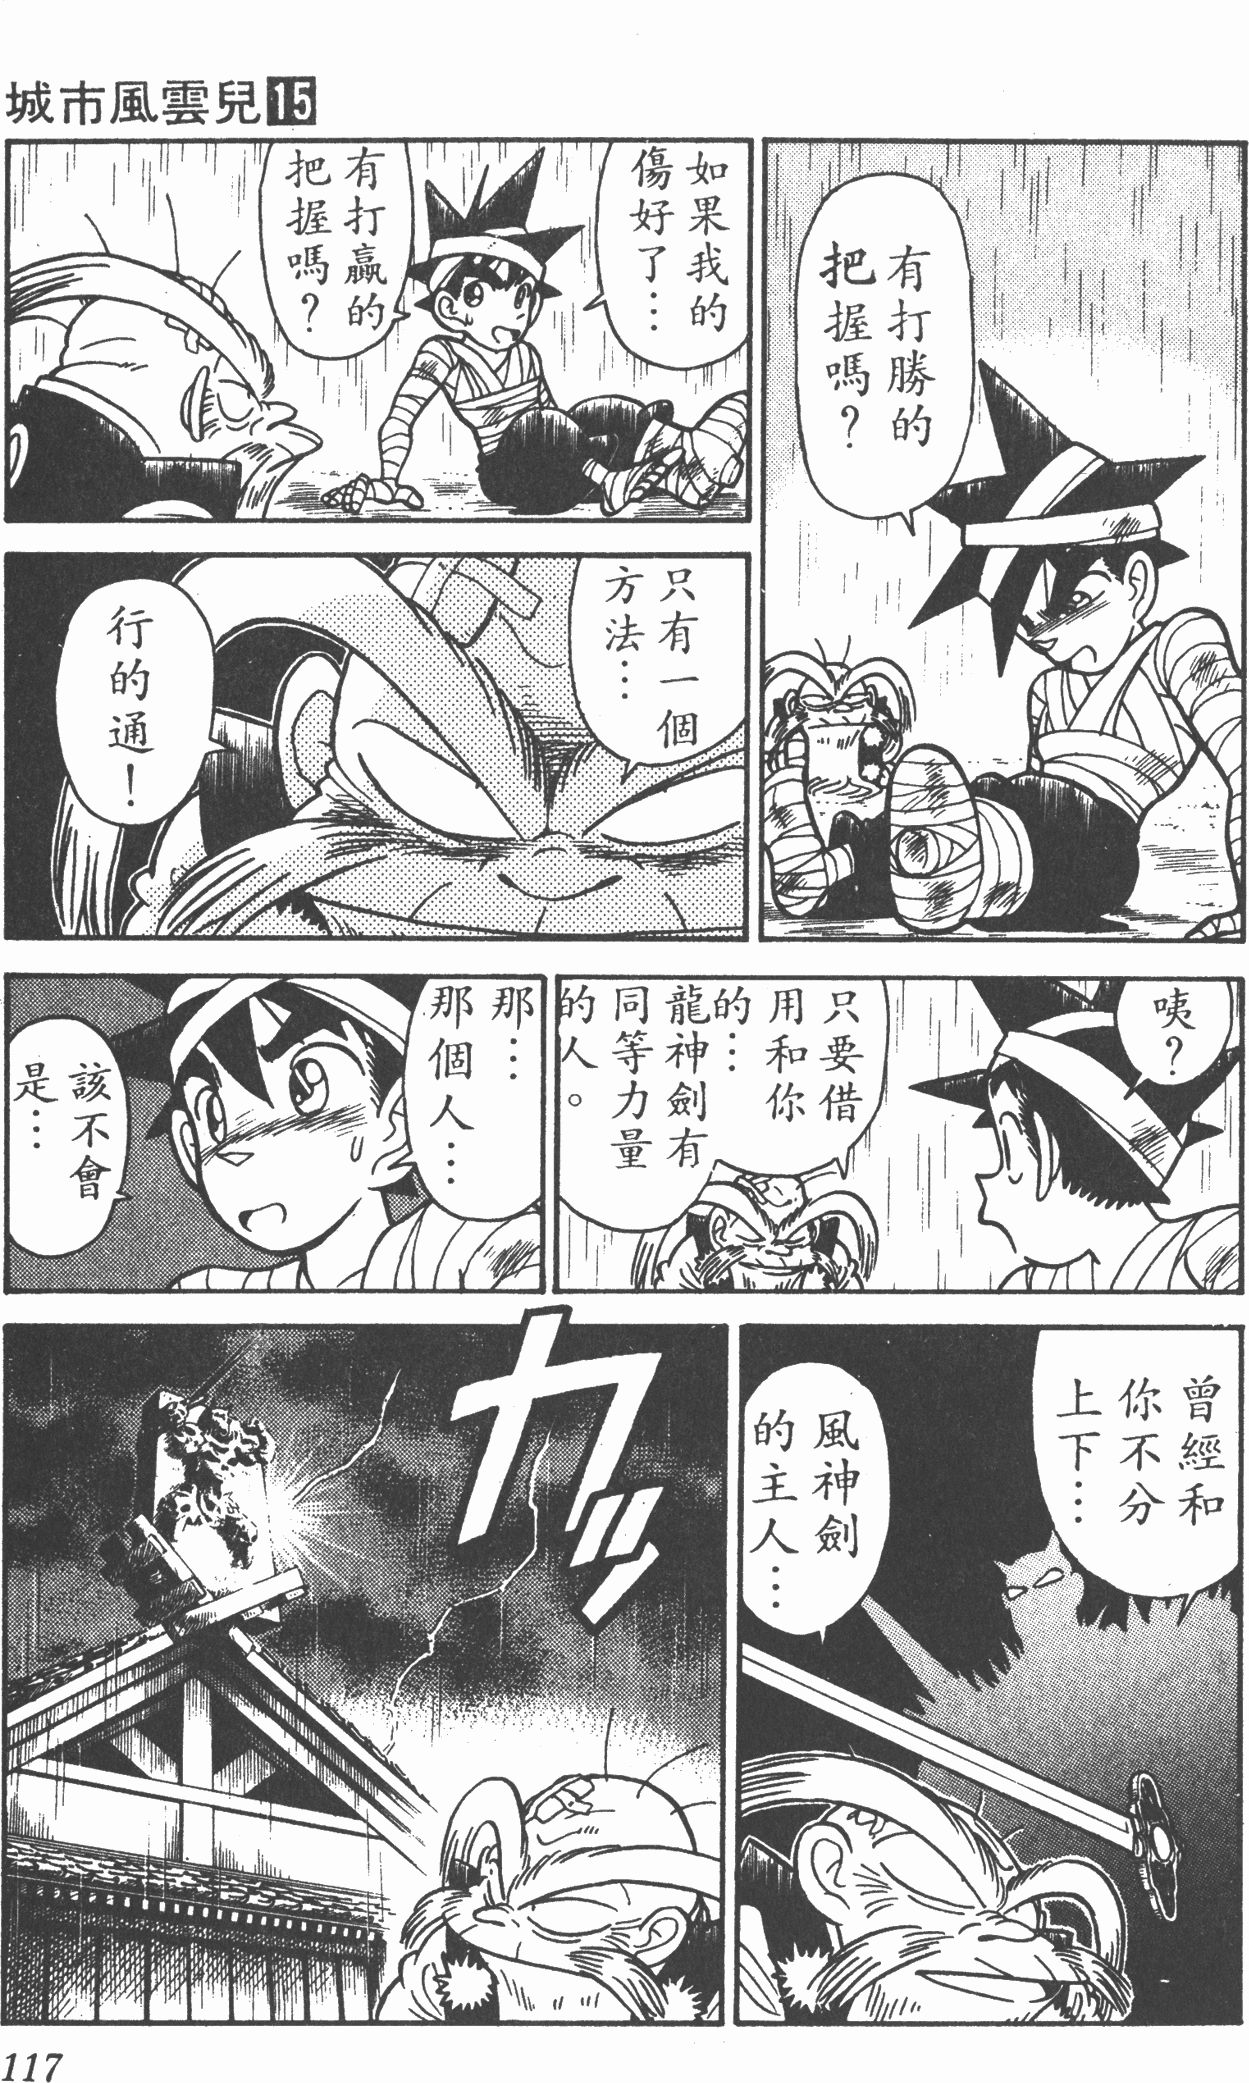 城市風雲兒15
有打勝的
把握嗎？
如果我的
傷好了…
有打贏的
把握嗎？
只有一個
方法…
行的通！
咦？
只要借
用和你
的…
龍神劍有
同等力量
的人。
那…
那個人…
該不會
是…
曾經和
你不分
上下…
風神劍
的主人…
カッ
117